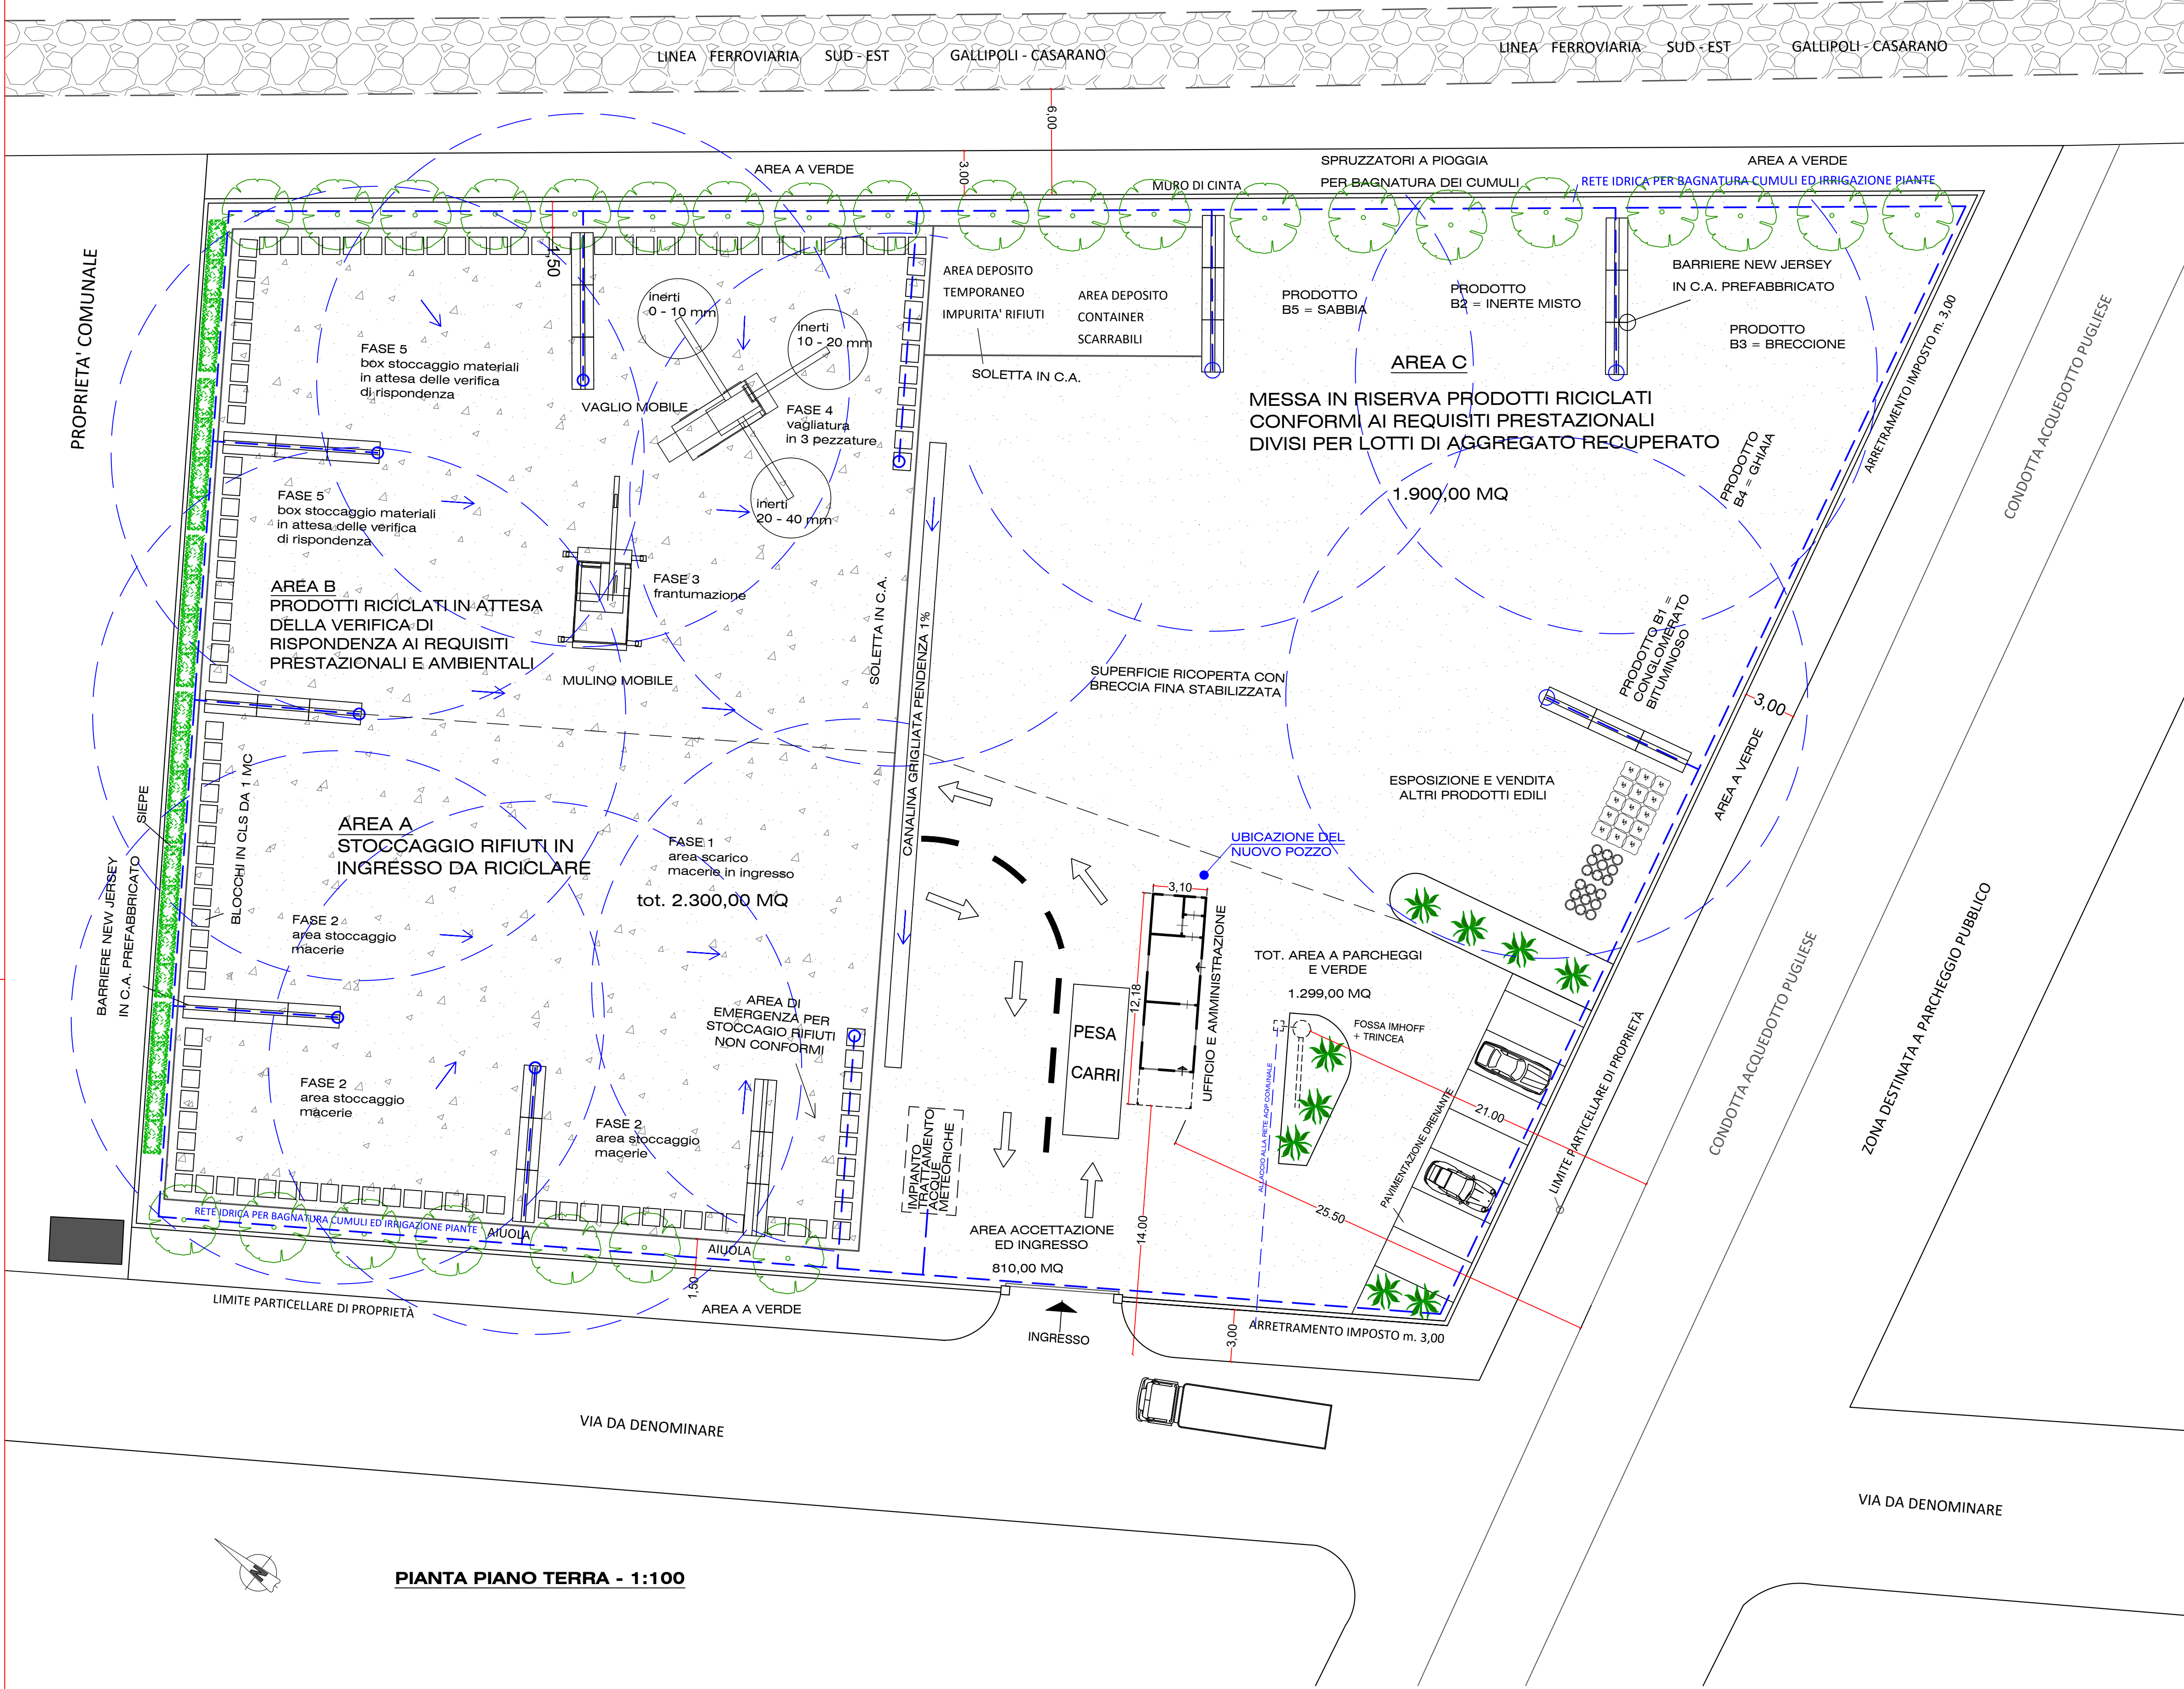 LINEA FERROVIARIA SUD - EST GALLIPOLI - CASARANO
LINEA FERROVIARIA SUD - EST GALLIPOLI - CASARANO
6,00
3,00
AREA A VERDE
MURO DI CINTA
SPRUZZATORI A PIOGGIA
PER BAGNATURA DEI CUMULI
AREA A VERDE
RETE IDRICA PER BAGNATURA CUMULI ED IRRIGAZIONE PIANTE
PROPRIETA' COMUNALE
1,50
inerti
0 - 10 mm
inerti
10 - 20 mm
inerti
20 - 40 mm
FASE 5
box stoccaggio materiali
in attesa delle verifica
di rispondenza
VAGLIO MOBILE
FASE 4
vagliatura
in 3 pezzature
AREA DEPOSITO
TEMPORANEO
IMPURITA' RIFIUTI
AREA DEPOSITO
CONTAINER
SCARRABILI
SOLETTA IN C.A.
PRODOTTO
B5 = SABBIA
PRODOTTO
B2 = INERTE MISTO
BARRIERE NEW JERSEY
IN C.A. PREFABBRICATO
PRODOTTO
B3 = BRECCIONE
AREA C
MESSA IN RISERVA PRODOTTI RICICLATI
CONFORMI AI REQUISITI PRESTAZIONALI
DIVISI PER LOTTI DI AGGREGATO RECUPERATO
1.900,00 MQ
PRODOTTO
B4 = GHIAIA
ARRETRAMENTO IMPOSTO m. 3,00
CONDOTTA ACQUEDOTTO PUGLIESE
FASE 5
box stoccaggio materiali
in attesa delle verifica
di rispondenza
AREA B
PRODOTTI RICICLATI IN ATTESA
DELLA VERIFICA DI
RISPONDENZA AI REQUISITI
PRESTAZIONALI E AMBIENTALI
FASE 3
frantumazione
MULINO MOBILE
SOLETTA IN C.A.
CANALINA GRIGLIATA PENDENZA 1%
SUPERFICIE RICOPERTA CON
BRECCIA FINA STABILIZZATA
PRODOTTO B1 =
CONGLOMERATO
BITUMINOSO
3,00
AREA A VERDE
ESPOSIZIONE E VENDITA
ALTRI PRODOTTI EDILI
SIEPE
BLOCCHI IN CLS DA 1 MC
BARRIERE NEW JERSEY
IN C.A. PREFABBRICATO
AREA A
STOCCAGGIO RIFIUTI IN
INGRESSO DA RICICLARE
FASE 1
area scarico
macerie in ingresso
tot. 2.300,00 MQ
FASE 2
area stoccaggio
macerie
UBICAZIONE DEL
NUOVO POZZO
3,10
12,18
UFFICIO E AMMINISTRAZIONE
PESA
CARRI
TOT. AREA A PARCHEGGI
E VERDE
1.299,00 MQ
FOSSA IMHOFF
+ TRINCEA
ALLACCIO ALLA RETE AQP COMUNALE
PAVIMENTAZIONE DRENANTE
21.00
25.50
14.00
LIMITE PARTICELLARE DI PROPRIETÀ
CONDOTTA ACQUEDOTTO PUGLIESE
ZONA DESTINATA A PARCHEGGIO PUBBLICO
AREA DI
EMERGENZA PER
STOCCAGIO RIFIUTI
NON CONFORMI
FASE 2
area stoccaggio
macerie
FASE 2
area stoccaggio
macerie
IMPIANTO
TRATTAMENTO
ACQUE
METEORICHE
AREA ACCETTAZIONE
ED INGRESSO
810,00 MQ
RETE IDRICA PER BAGNATURA CUMULI ED IRRIGAZIONE PIANTE
AIUOLA
AIUOLA
1,50
AREA A VERDE
LIMITE PARTICELLARE DI PROPRIETÀ
INGRESSO
3,00
ARRETRAMENTO IMPOSTO m. 3,00
VIA DA DENOMINARE
VIA DA DENOMINARE
N
PIANTA PIANO TERRA - 1:100